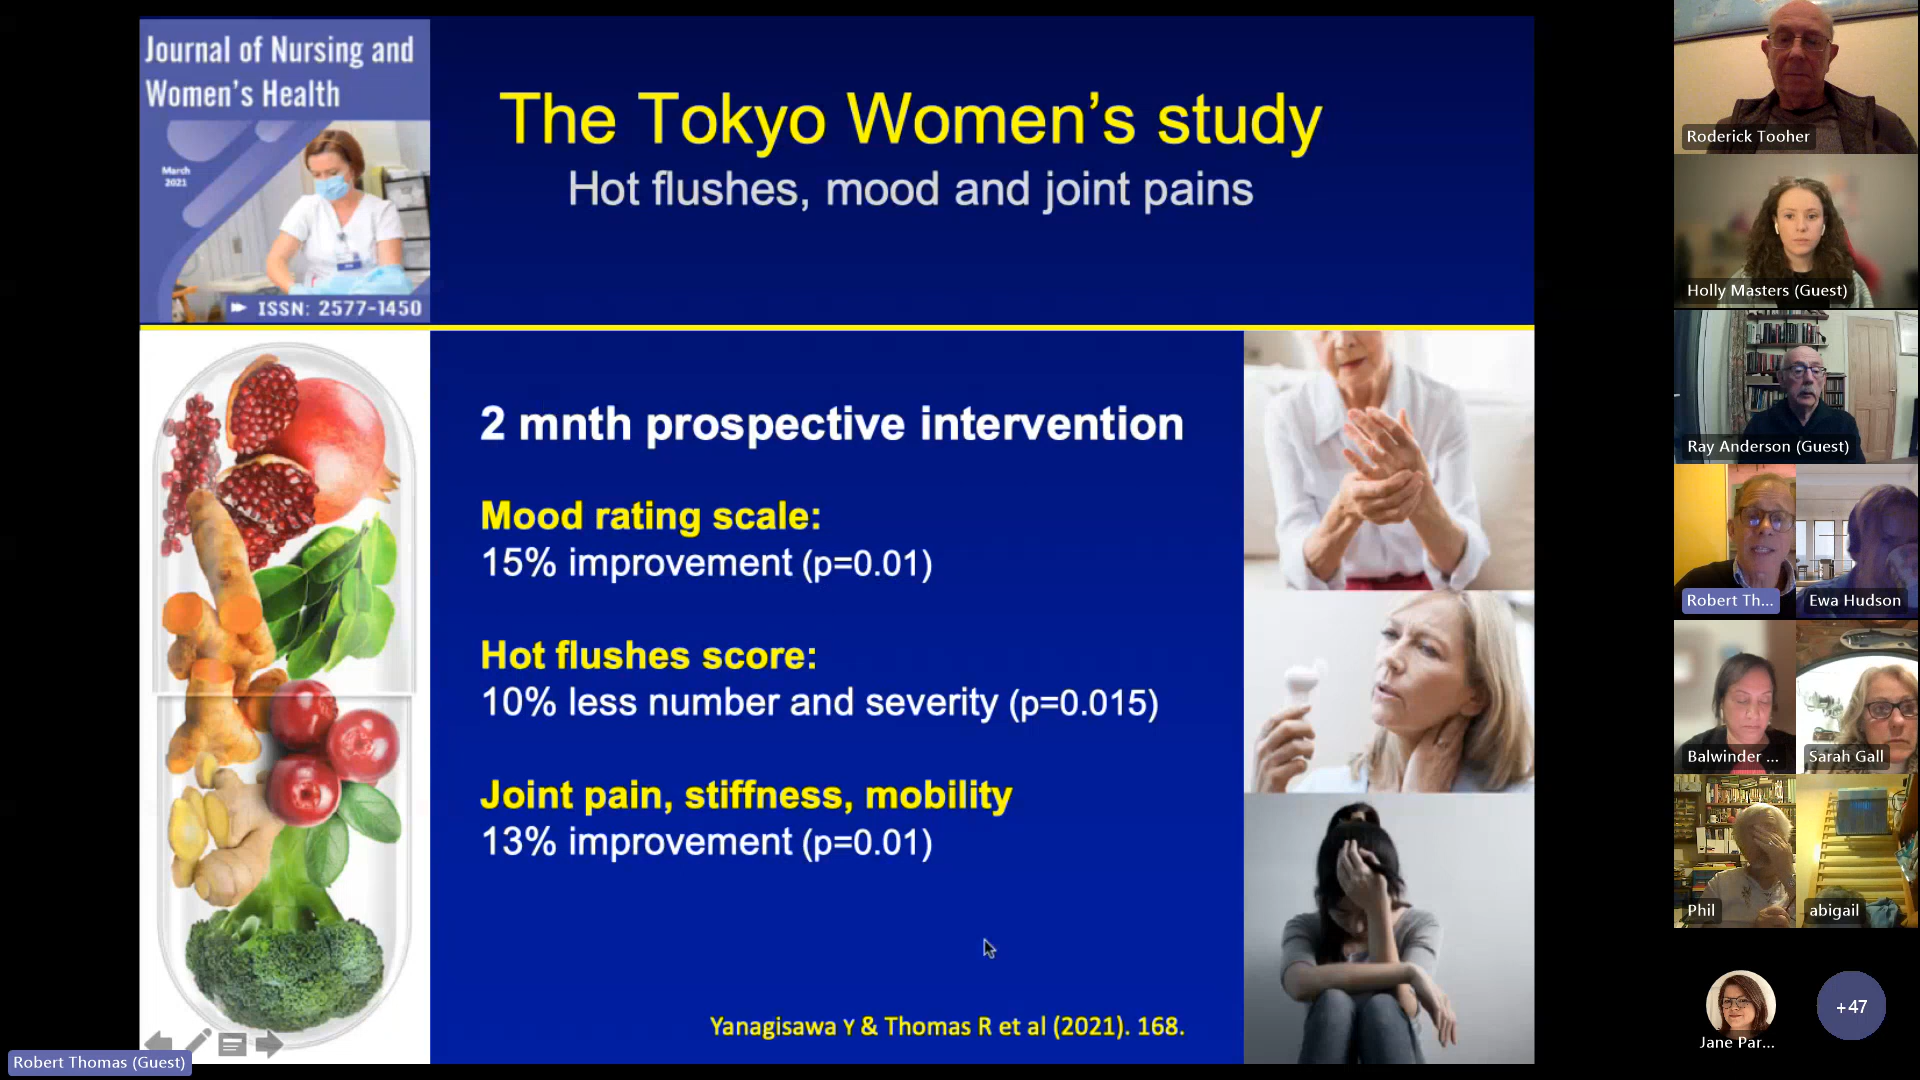 Journal of Nursing and
Women's Health
March
2021
ISSN: 2577-1450
The Tokyo Women's study
Hot flushes, mood and joint pains
2 mnth prospective intervention
Mood rating scale:
15% improvement (p=0.01)
Hot flushes score:
10% less number and severity (p=0.015)
Joint pain, stiffness, mobility
13% improvement (p=0.01)
Yanagisawa Y & Thomas R et al (2021). 168.
Robert Thomas (Guest)
Roderick Tooher
Holly Masters (Guest)
Ray Anderson (Guest)
Robert Th...
Ewa Hudson
Balwinder ...
Sarah Gall
Phil
abigail
Jane Par...
+47